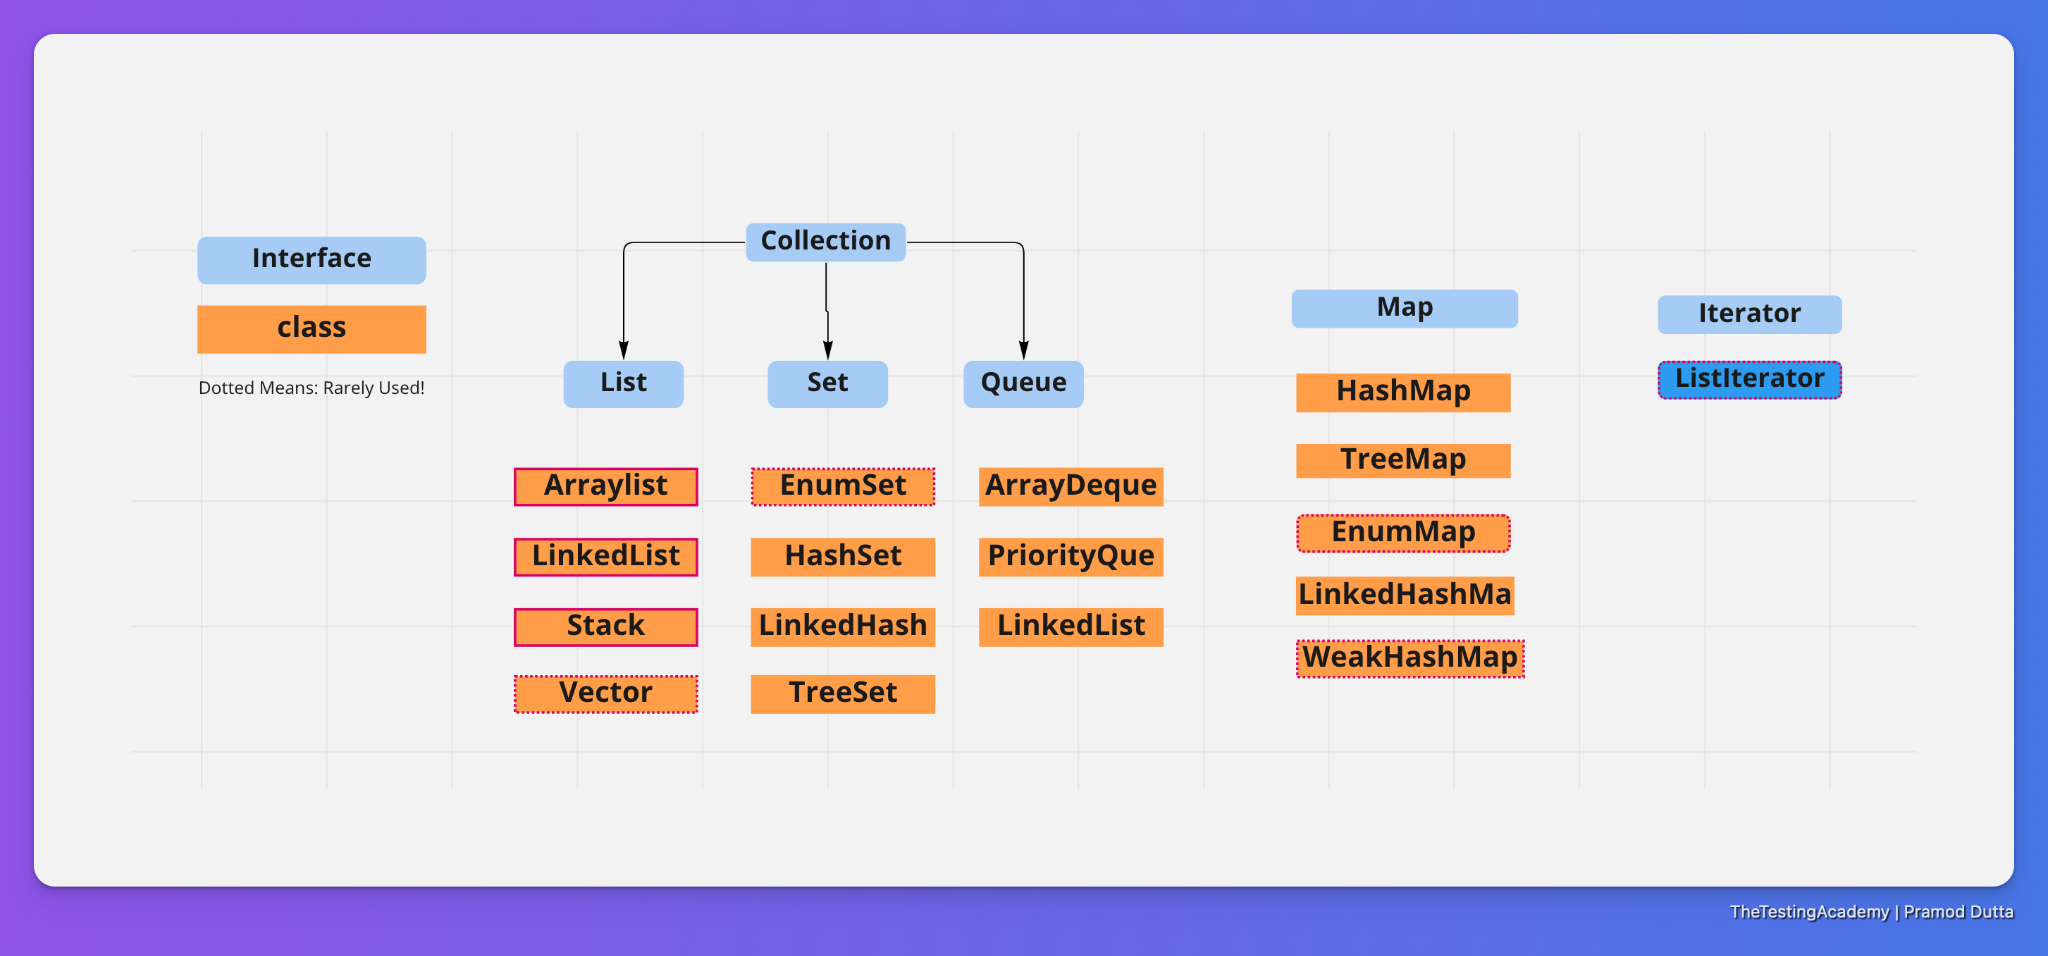 Interface
class
Dotted Means: Rarely Used!
Collection
List
Set
Queue
Arraylist
LinkedList
Stack
Vector
EnumSet
HashSet
LinkedHash
TreeSet
ArrayDeque
PriorityQue
LinkedList
Map
HashMap
TreeMap
EnumMap
LinkedHashMa
WeakHashMap
Iterator
ListIterator
TheTestingAcademy | Pramod Dutta